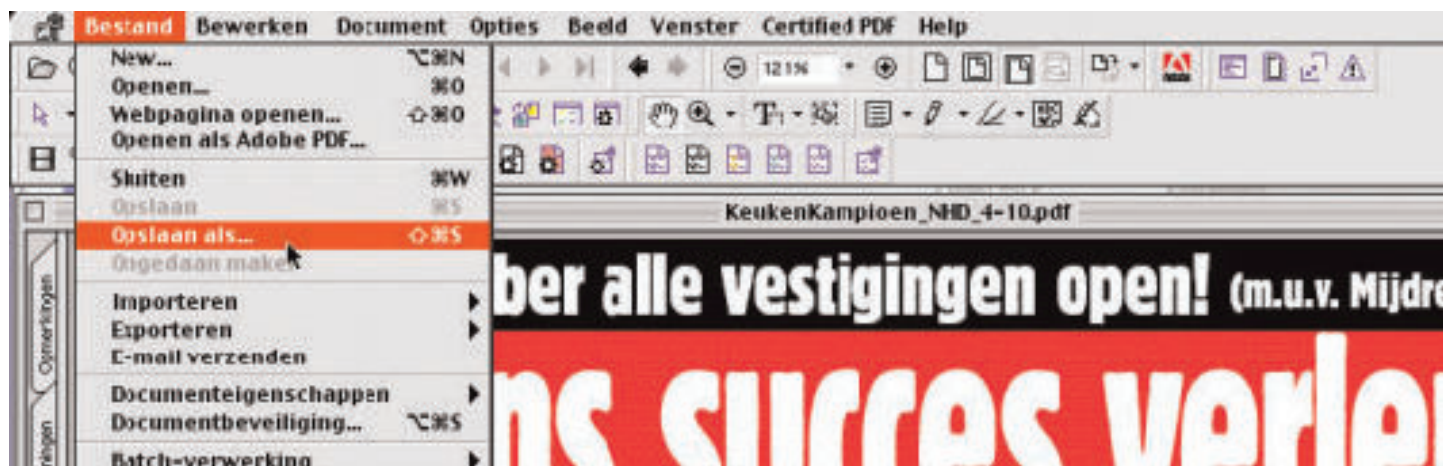 Bestand Bewerken Document Opties Beeld Venster Certified PDF Help
New... ⌥⌘N
Openen... ⌘O
Webpagina openen... ⇧⌘O
Openen als Adobe PDF...
Sluiten ⌘W
Opslaan ⌘S
Opslaan als... ⇧⌘S
Ongedaan maken
Importeren
Exporteren
E-mail verzenden
Documenteigenschappen
Documentbeveiliging... ⌥⌘S
Batch-verwerking
121%
KeukenKampioen_NHD_4-10.pdf
Opmerkingen
ber alle vestigingen open! (m.u.v. Mijdre
ns succes verle